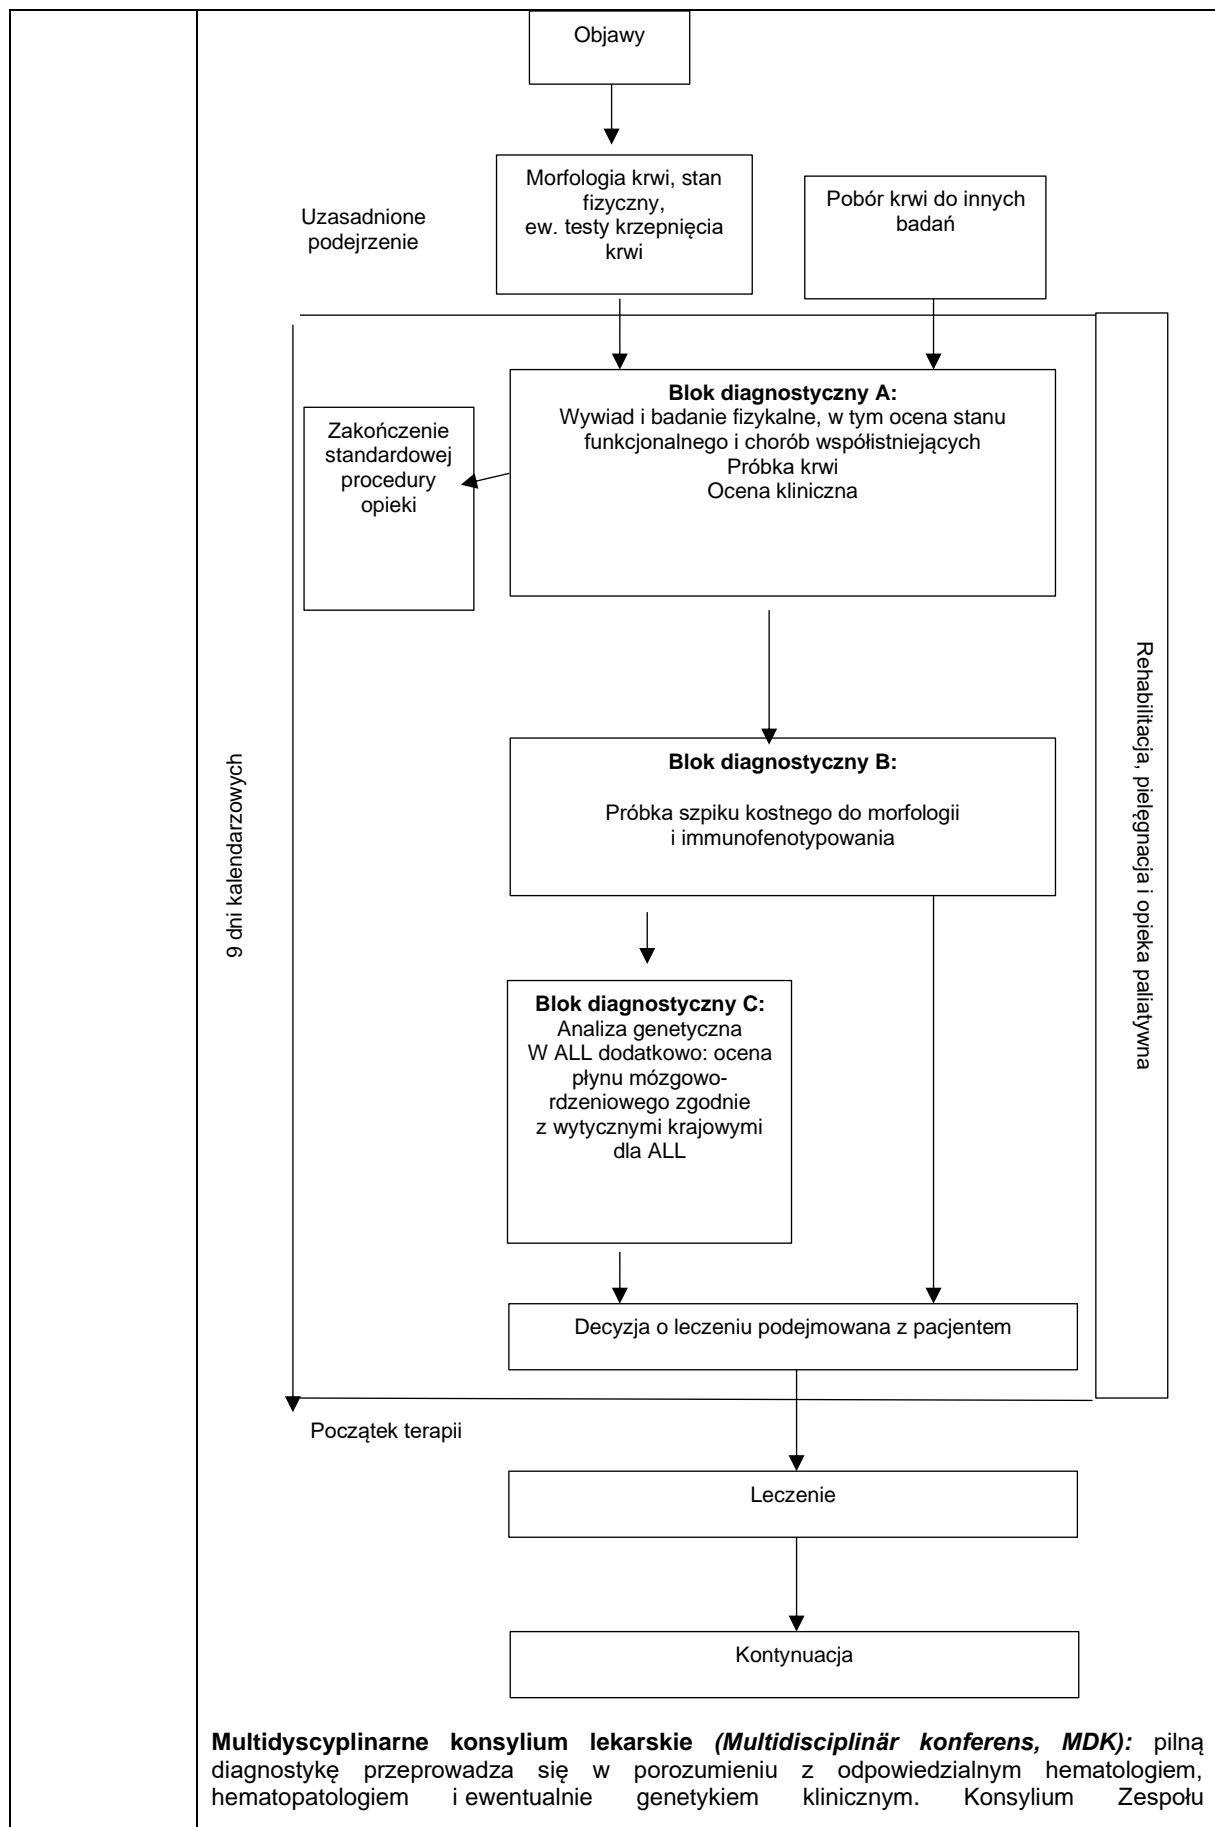 Objawy
Morfologia krwi, stan
fizyczny,
ew. testy krzepnięcia
krwi
Pobór krwi do innych
badań
Uzasadnione
podejrzenie
Blok diagnostyczny A:
Wywiad i badanie fizykalne, w tym ocena stanu
funkcjonalnego i chorób współistniejących
Próbka krwi
Ocena kliniczna
Zakończenie
standardowej
procedury
opieki
Rehabilitacja, pielęgnacja i opieka paliatywna
9 dni kalendarzowych
Blok diagnostyczny B:
Próbka szpiku kostnego do morfologii
i immunofenotypowania
Blok diagnostyczny C:
Analiza genetyczna
W ALL dodatkowo: ocena
płynu mózgowo-
rdzeniowego zgodnie
z wytycznymi krajowymi
dla ALL
Decyzja o leczeniu podejmowana z pacjentem
Początek terapii
Leczenie
Kontynuacja
Multidyscyplinarne konsylium lekarskie (Multidisciplinär konferens, MDK): pilną
diagnostykę przeprowadza się w porozumieniu z odpowiedzialnym hematologiem,
hematopatologiem i ewentualnie genetykiem klinicznym. Konsylium Zespołu